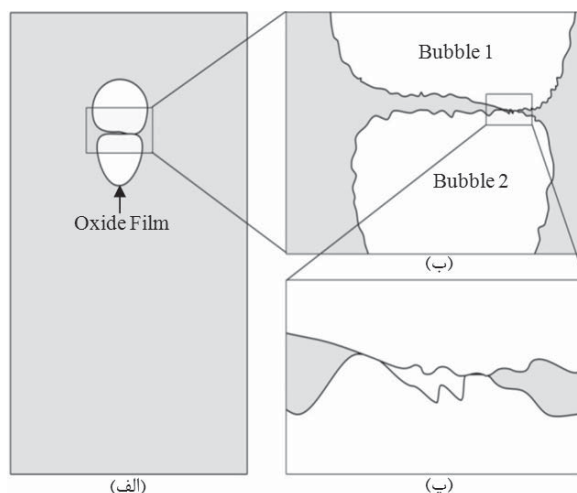 Bubble 1
Bubble 2
Oxide Film
(ب)
(الف)
(پ)